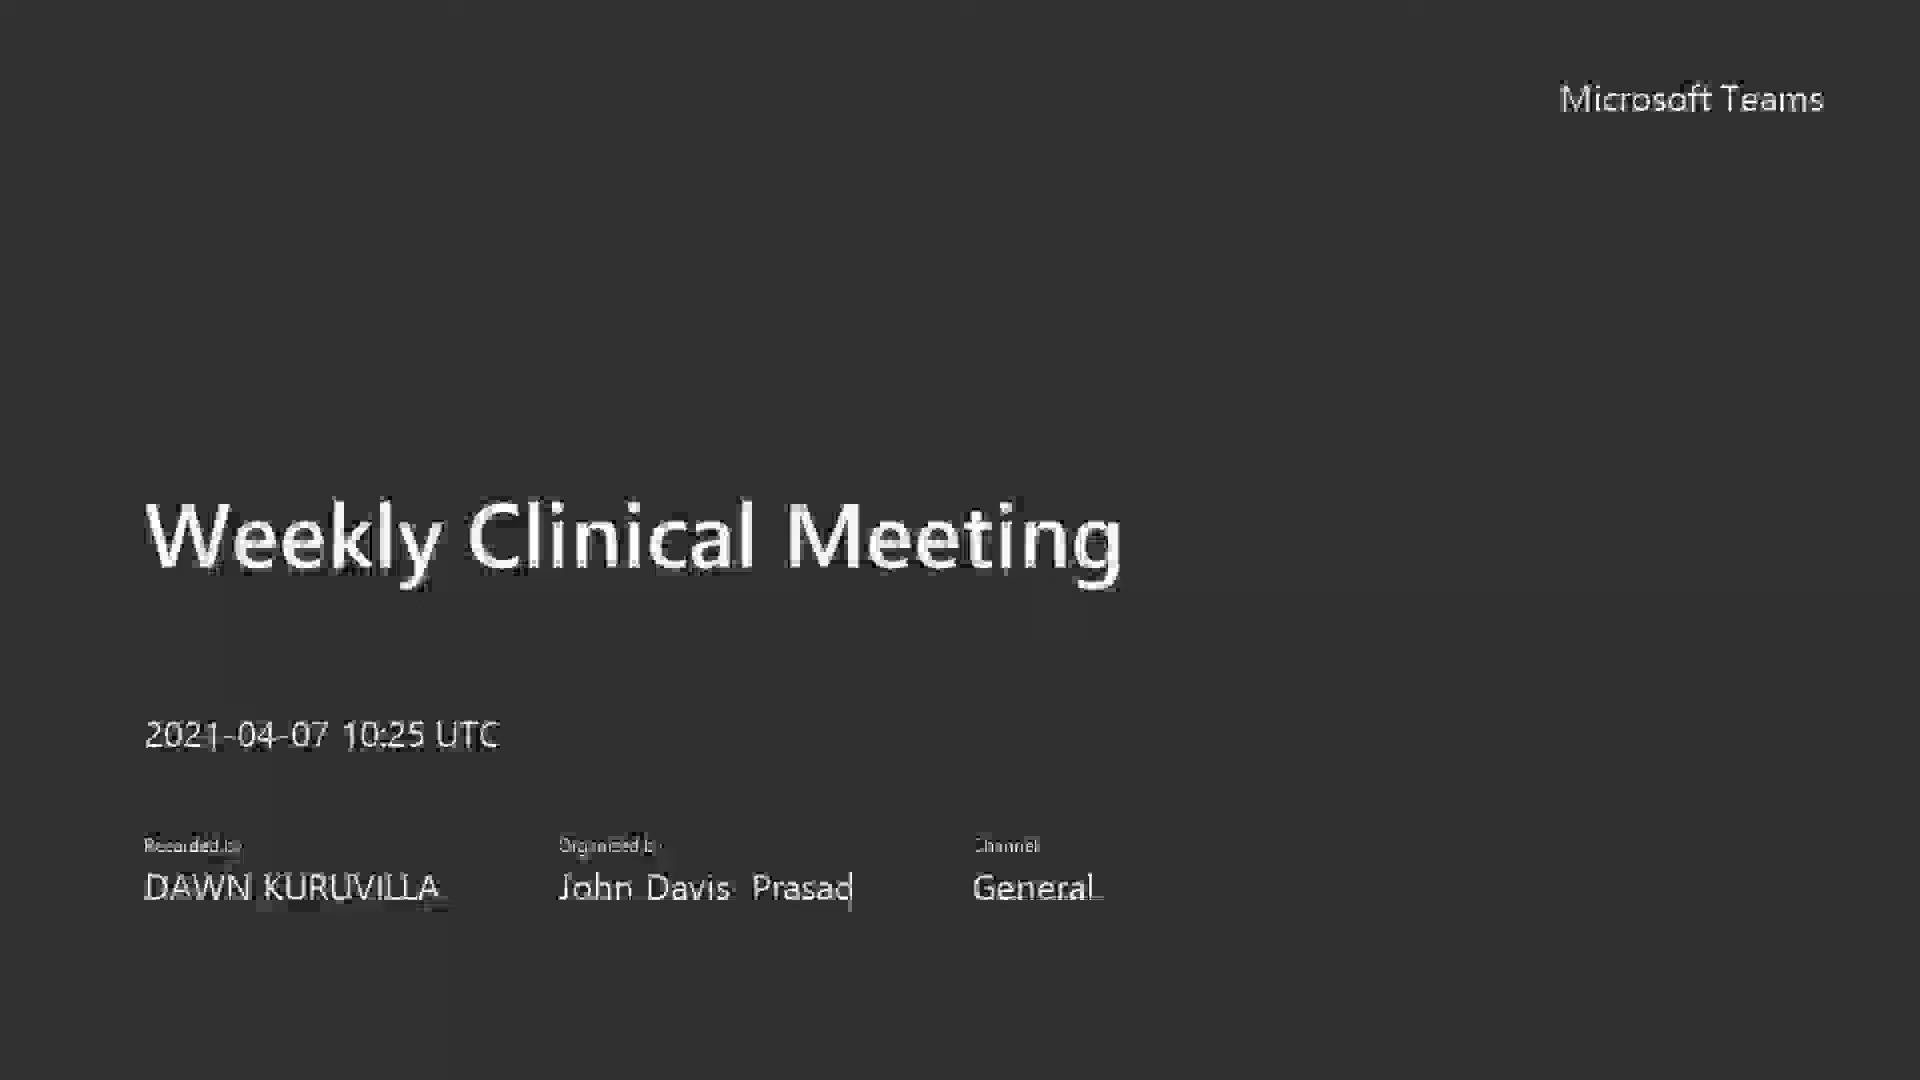 Microsoft Teams
Weekly Clinical Meeting
2021-04-07 10:25 UTC
Recorded by Organized by Channel
DAWN KURUVILLA John Davis Prasad General